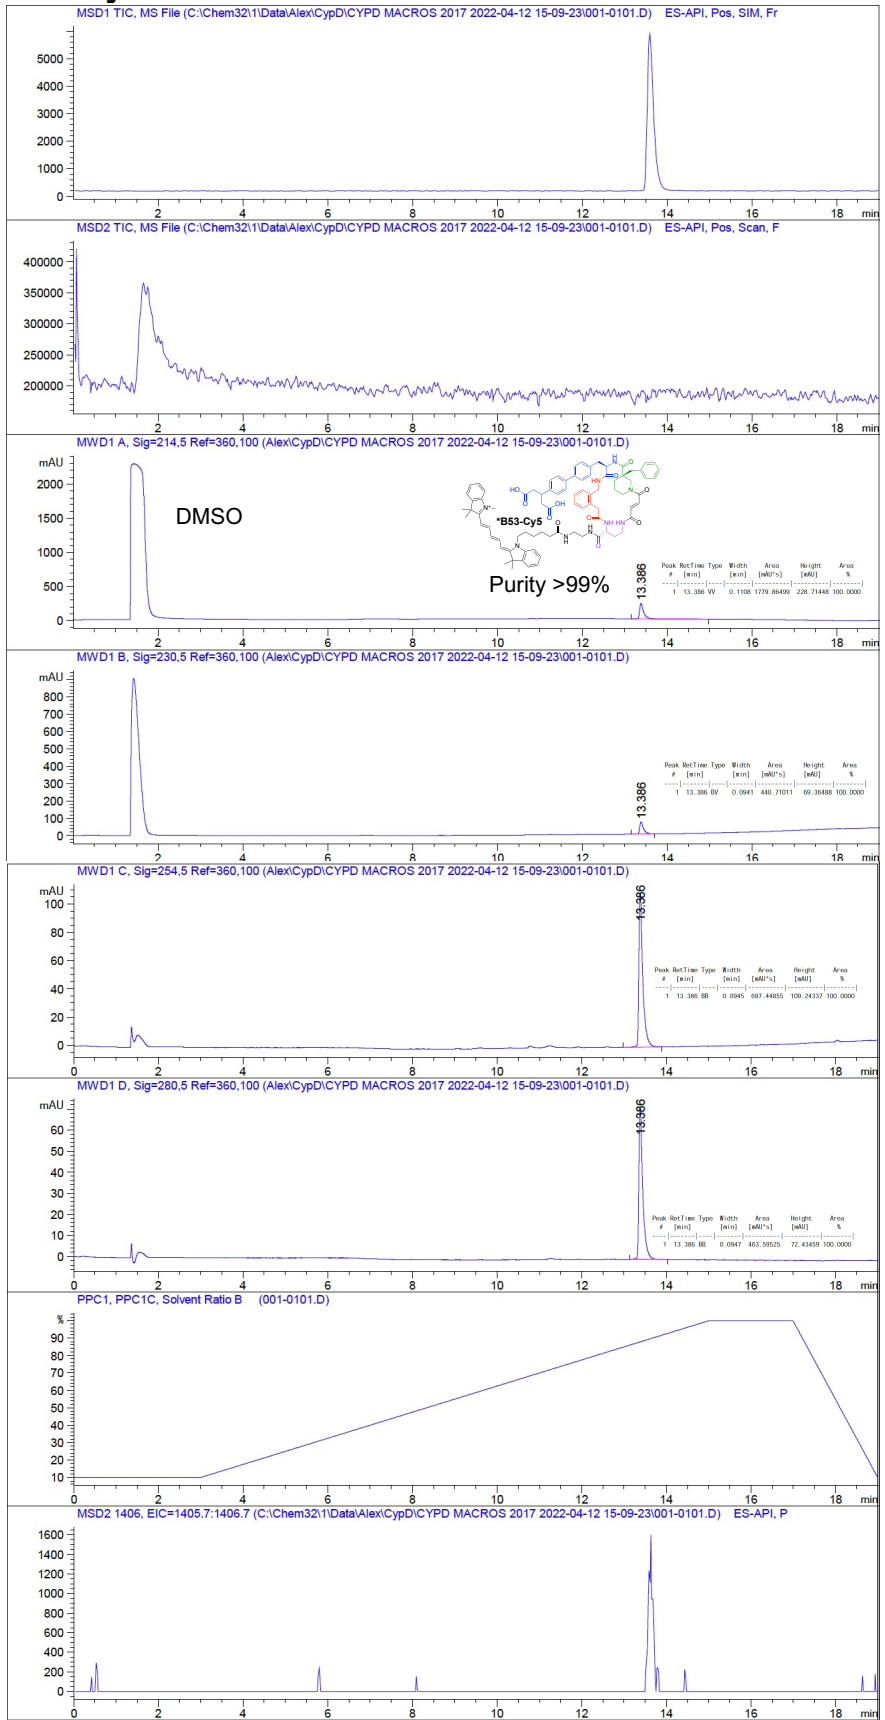 MSD1 TIC, MS File (C:\Chem32\1\Data\Alex\CypD\CYPD MACROS 2017 2022-04-12 15-09-23\001-0101.D) ES-API, Pos, SIM, Fr
5000
4000
3000
2000
1000
0
2 4 6 8 10 12 14 16 18 min
MSD2 TIC, MS File (C:\Chem32\1\Data\Alex\CypD\CYPD MACROS 2017 2022-04-12 15-09-23\001-0101.D) ES-API, Pos, Scan, F
400000
350000
300000
250000
200000
0 2 4 6 8 10 12 14 16 18 min
MWD1 A, Sig=214,5 Ref=360,100 (Alex\CypD\CYPD MACROS 2017 2022-04-12 15-09-23\001-0101.D)
mAU
2000
1500
1000
500
0
DMSO
*B53-Cy5
Purity >99%
13.386
Peak RetTime Type Width Area Height Area
# [min] [min] [mAU*s] [mAU] %
1 13.386 VV 0.1108 1779.86499 228.71448 100.0000
0 2 4 6 8 10 12 14 16 18 min
MWD1 B, Sig=230,5 Ref=360,100 (Alex\CypD\CYPD MACROS 2017 2022-04-12 15-09-23\001-0101.D)
mAU
800
700
600
500
400
300
200
100
0
13.386
Peak RetTime Type Width Area Height Area
# [min] [min] [mAU*s] [mAU] %
1 13.386 BV 0.0941 440.71011 69.36488 100.0000
0 2 4 6 8 10 12 14 16 18 min
MWD1 C, Sig=254,5 Ref=360,100 (Alex\CypD\CYPD MACROS 2017 2022-04-12 15-09-23\001-0101.D)
mAU
100
80
60
40
20
0
13.386
Peak RetTime Type Width Area Height Area
# [min] [min] [mAU*s] [mAU] %
1 13.386 BB 0.0945 697.44855 109.24337 100.0000
0 2 4 6 8 10 12 14 16 18 min
MWD1 D, Sig=280,5 Ref=360,100 (Alex\CypD\CYPD MACROS 2017 2022-04-12 15-09-23\001-0101.D)
mAU
60
50
40
30
20
10
0
13.386
Peak RetTime Type Width Area Height Area
# [min] [min] [mAU*s] [mAU] %
1 13.386 BB 0.0947 463.59525 72.43459 100.0000
0 2 4 6 8 10 12 14 16 18 min
PPC1, PPC1C, Solvent Ratio B (001-0101.D)
%
90
80
70
60
50
40
30
20
10
0 2 4 6 8 10 12 14 16 18 min
MSD2 1406, EIC=1405.7:1406.7 (C:\Chem32\1\Data\Alex\CypD\CYPD MACROS 2017 2022-04-12 15-09-23\001-0101.D) ES-API, P
1600
1400
1200
1000
800
600
400
200
0
0 2 4 6 8 10 12 14 16 18 min